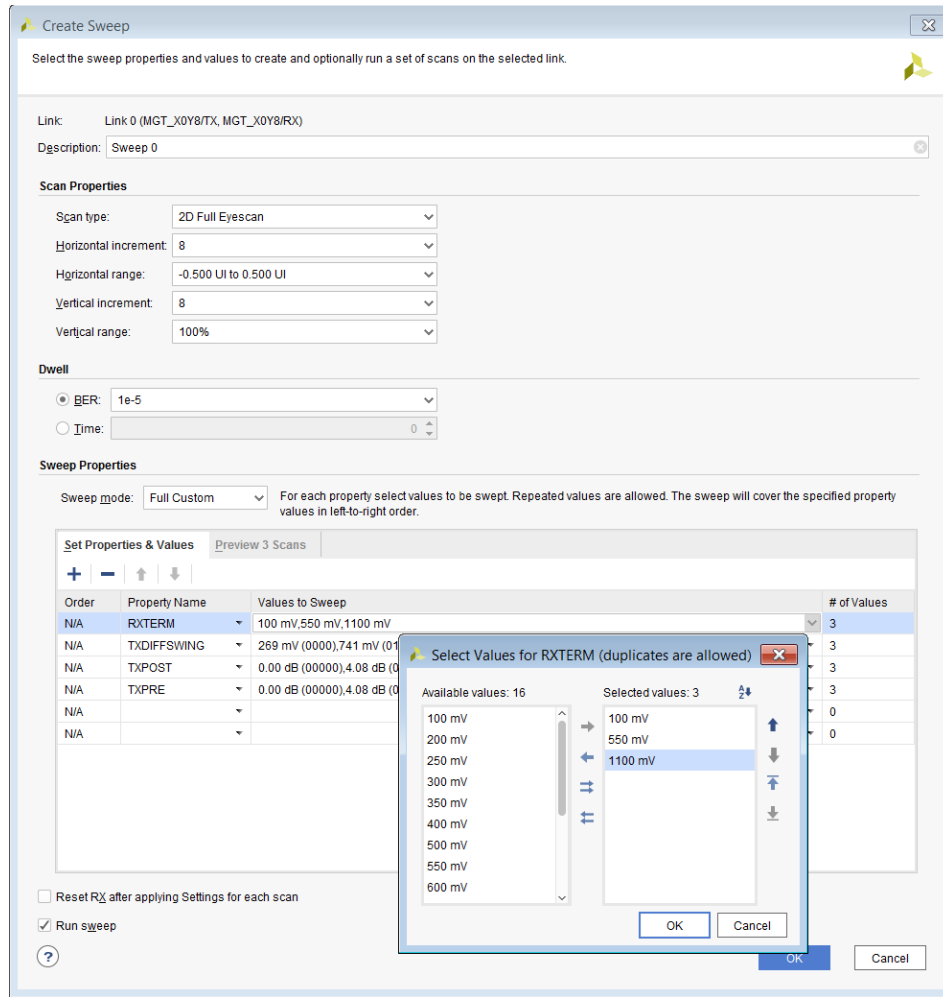 Create Sweep
Select the sweep properties and values to create and optionally run a set of scans on the selected link.
Link: Link 0 (MGT_X0Y8/TX, MGT_X0Y8/RX)
Description: Sweep 0
Scan Properties
Scan type: 2D Full Eyescan
Horizontal increment: 8
Horizontal range: -0.500 UI to 0.500 UI
Vertical increment: 8
Vertical range: 100%
Dwell
BER: 1e-5
Time: 0
Sweep Properties
Sweep mode: Full Custom
For each property select values to be swept. Repeated values are allowed. The sweep will cover the specified property
values in left-to-right order.
Set Properties & Values Preview 3 Scans
Order Property Name Values to Sweep # of Values
N/A RXTERM 100 mV,550 mV,1100 mV 3
N/A TXDIFFSWING 269 mV (0000),741 mV (01 3
N/A TXPOST 0.00 dB (00000),4.08 dB (0 3
N/A TXPRE 0.00 dB (00000),4.08 dB (0 3
N/A 0
N/A 0
Select Values for RXTERM (duplicates are allowed)
Available values: 16
100 mV
200 mV
250 mV
300 mV
350 mV
400 mV
500 mV
550 mV
600 mV
Selected values: 3
100 mV
550 mV
1100 mV
OK Cancel
Reset RX after applying Settings for each scan
Run sweep
? OK Cancel